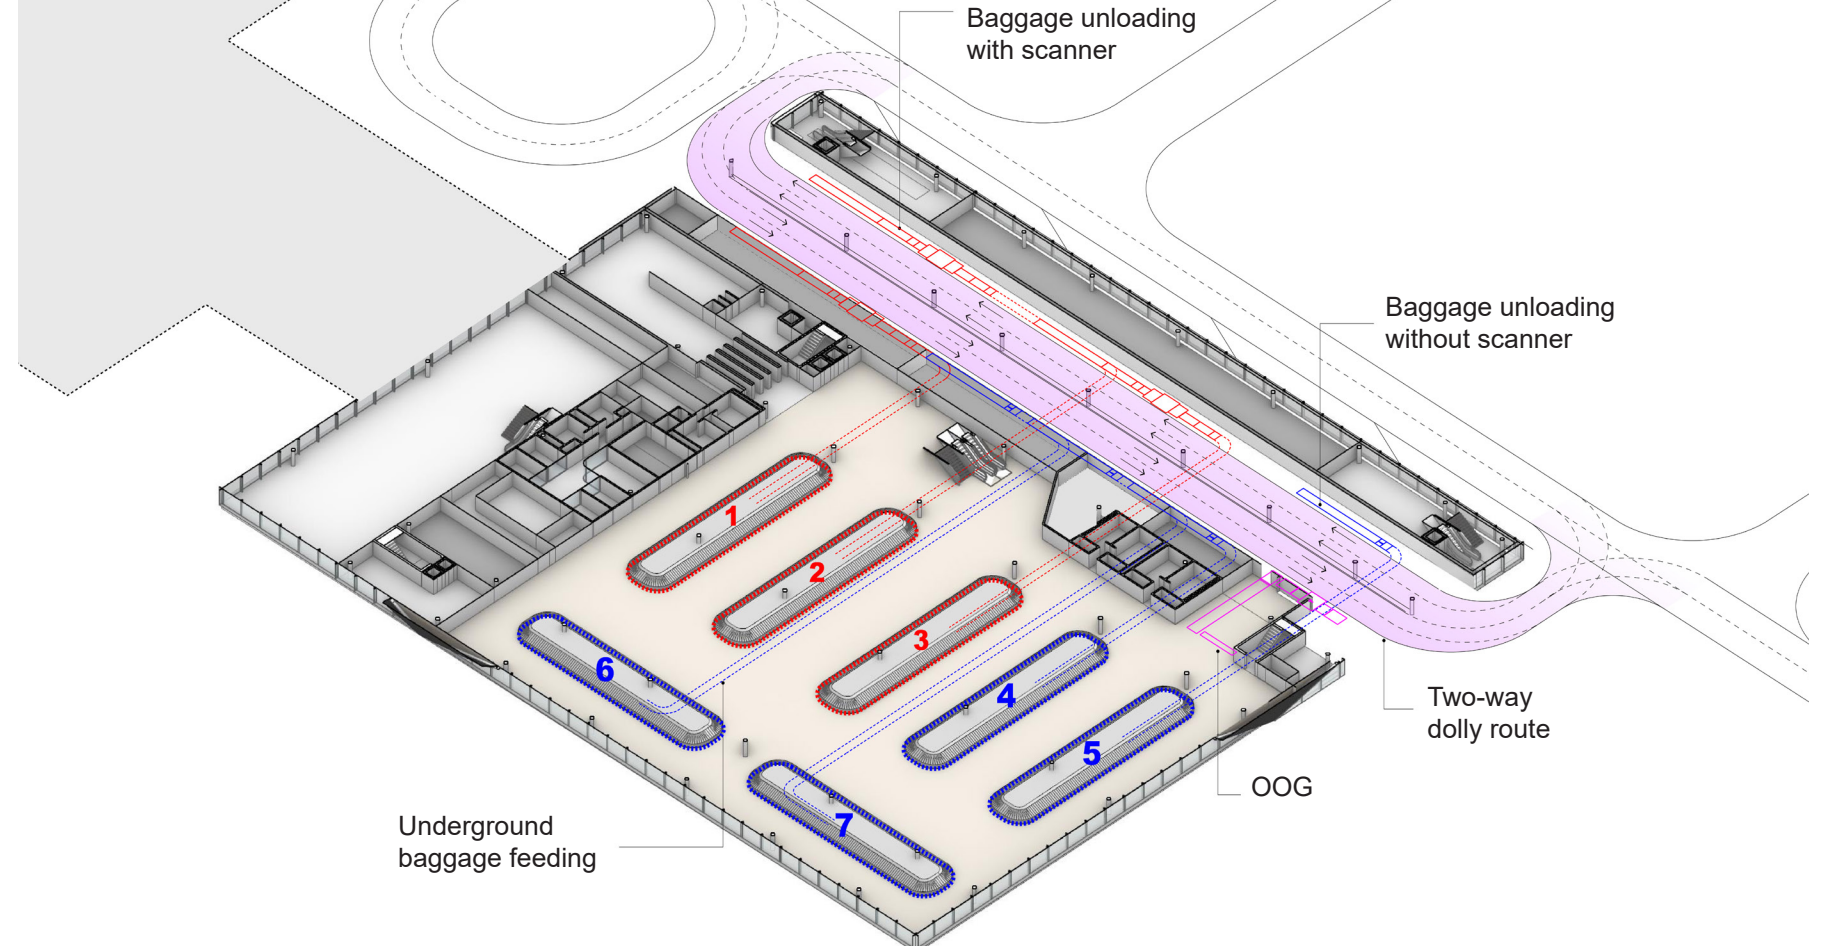 Baggage unloading
with scanner
Baggage unloading
without scanner
1
2
3
4
5
6
7
Two-way
dolly route
OOG
Underground
baggage feeding